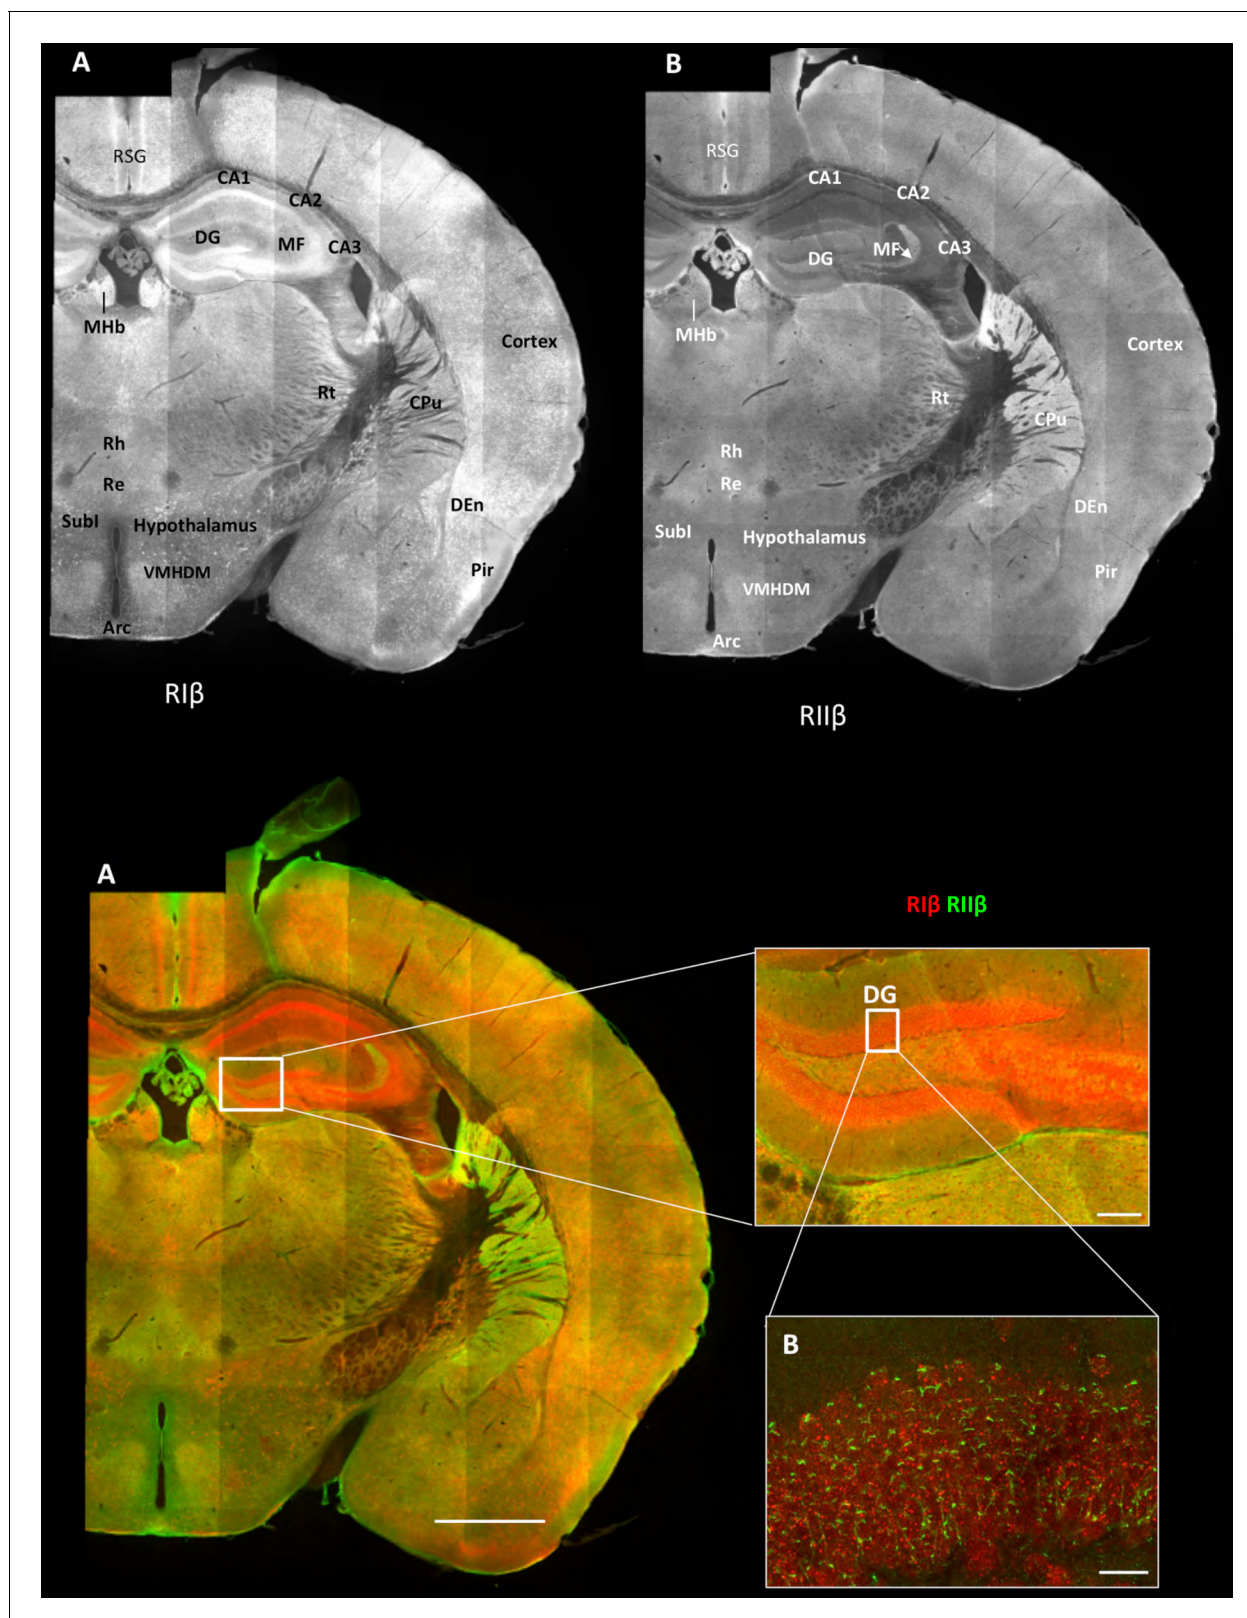 A
RSG
CA1
CA2
DG
MF
CA3
MHb
Cortex
Rt
CPu
Rh
Re
DEn
SubI
Hypothalamus
VMHDM
Pir
Arc
RIβ
B
RSG
CA1
CA2
MF
CA3
DG
MHb
Cortex
Rt
CPu
Rh
Re
DEn
SubI
Hypothalamus
Pir
VMHDM
Arc
RIIβ
A
RIβ RIIβ
DG
B